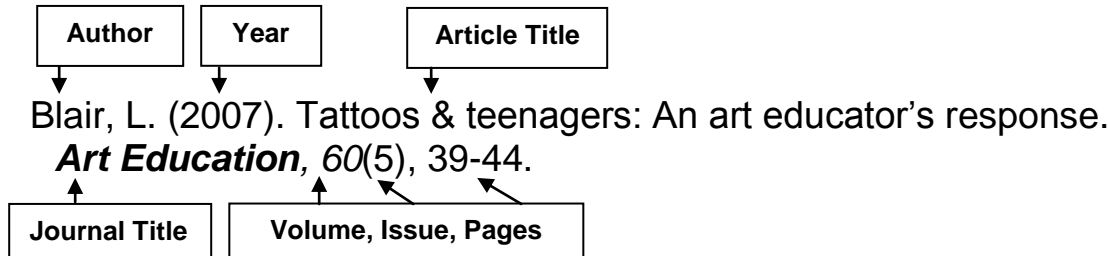 Author Year Article Title
Blair, L. (2007). Tattoos & teenagers: An art educator’s response.
Art Education, 60(5), 39-44.
Journal Title Volume, Issue, Pages